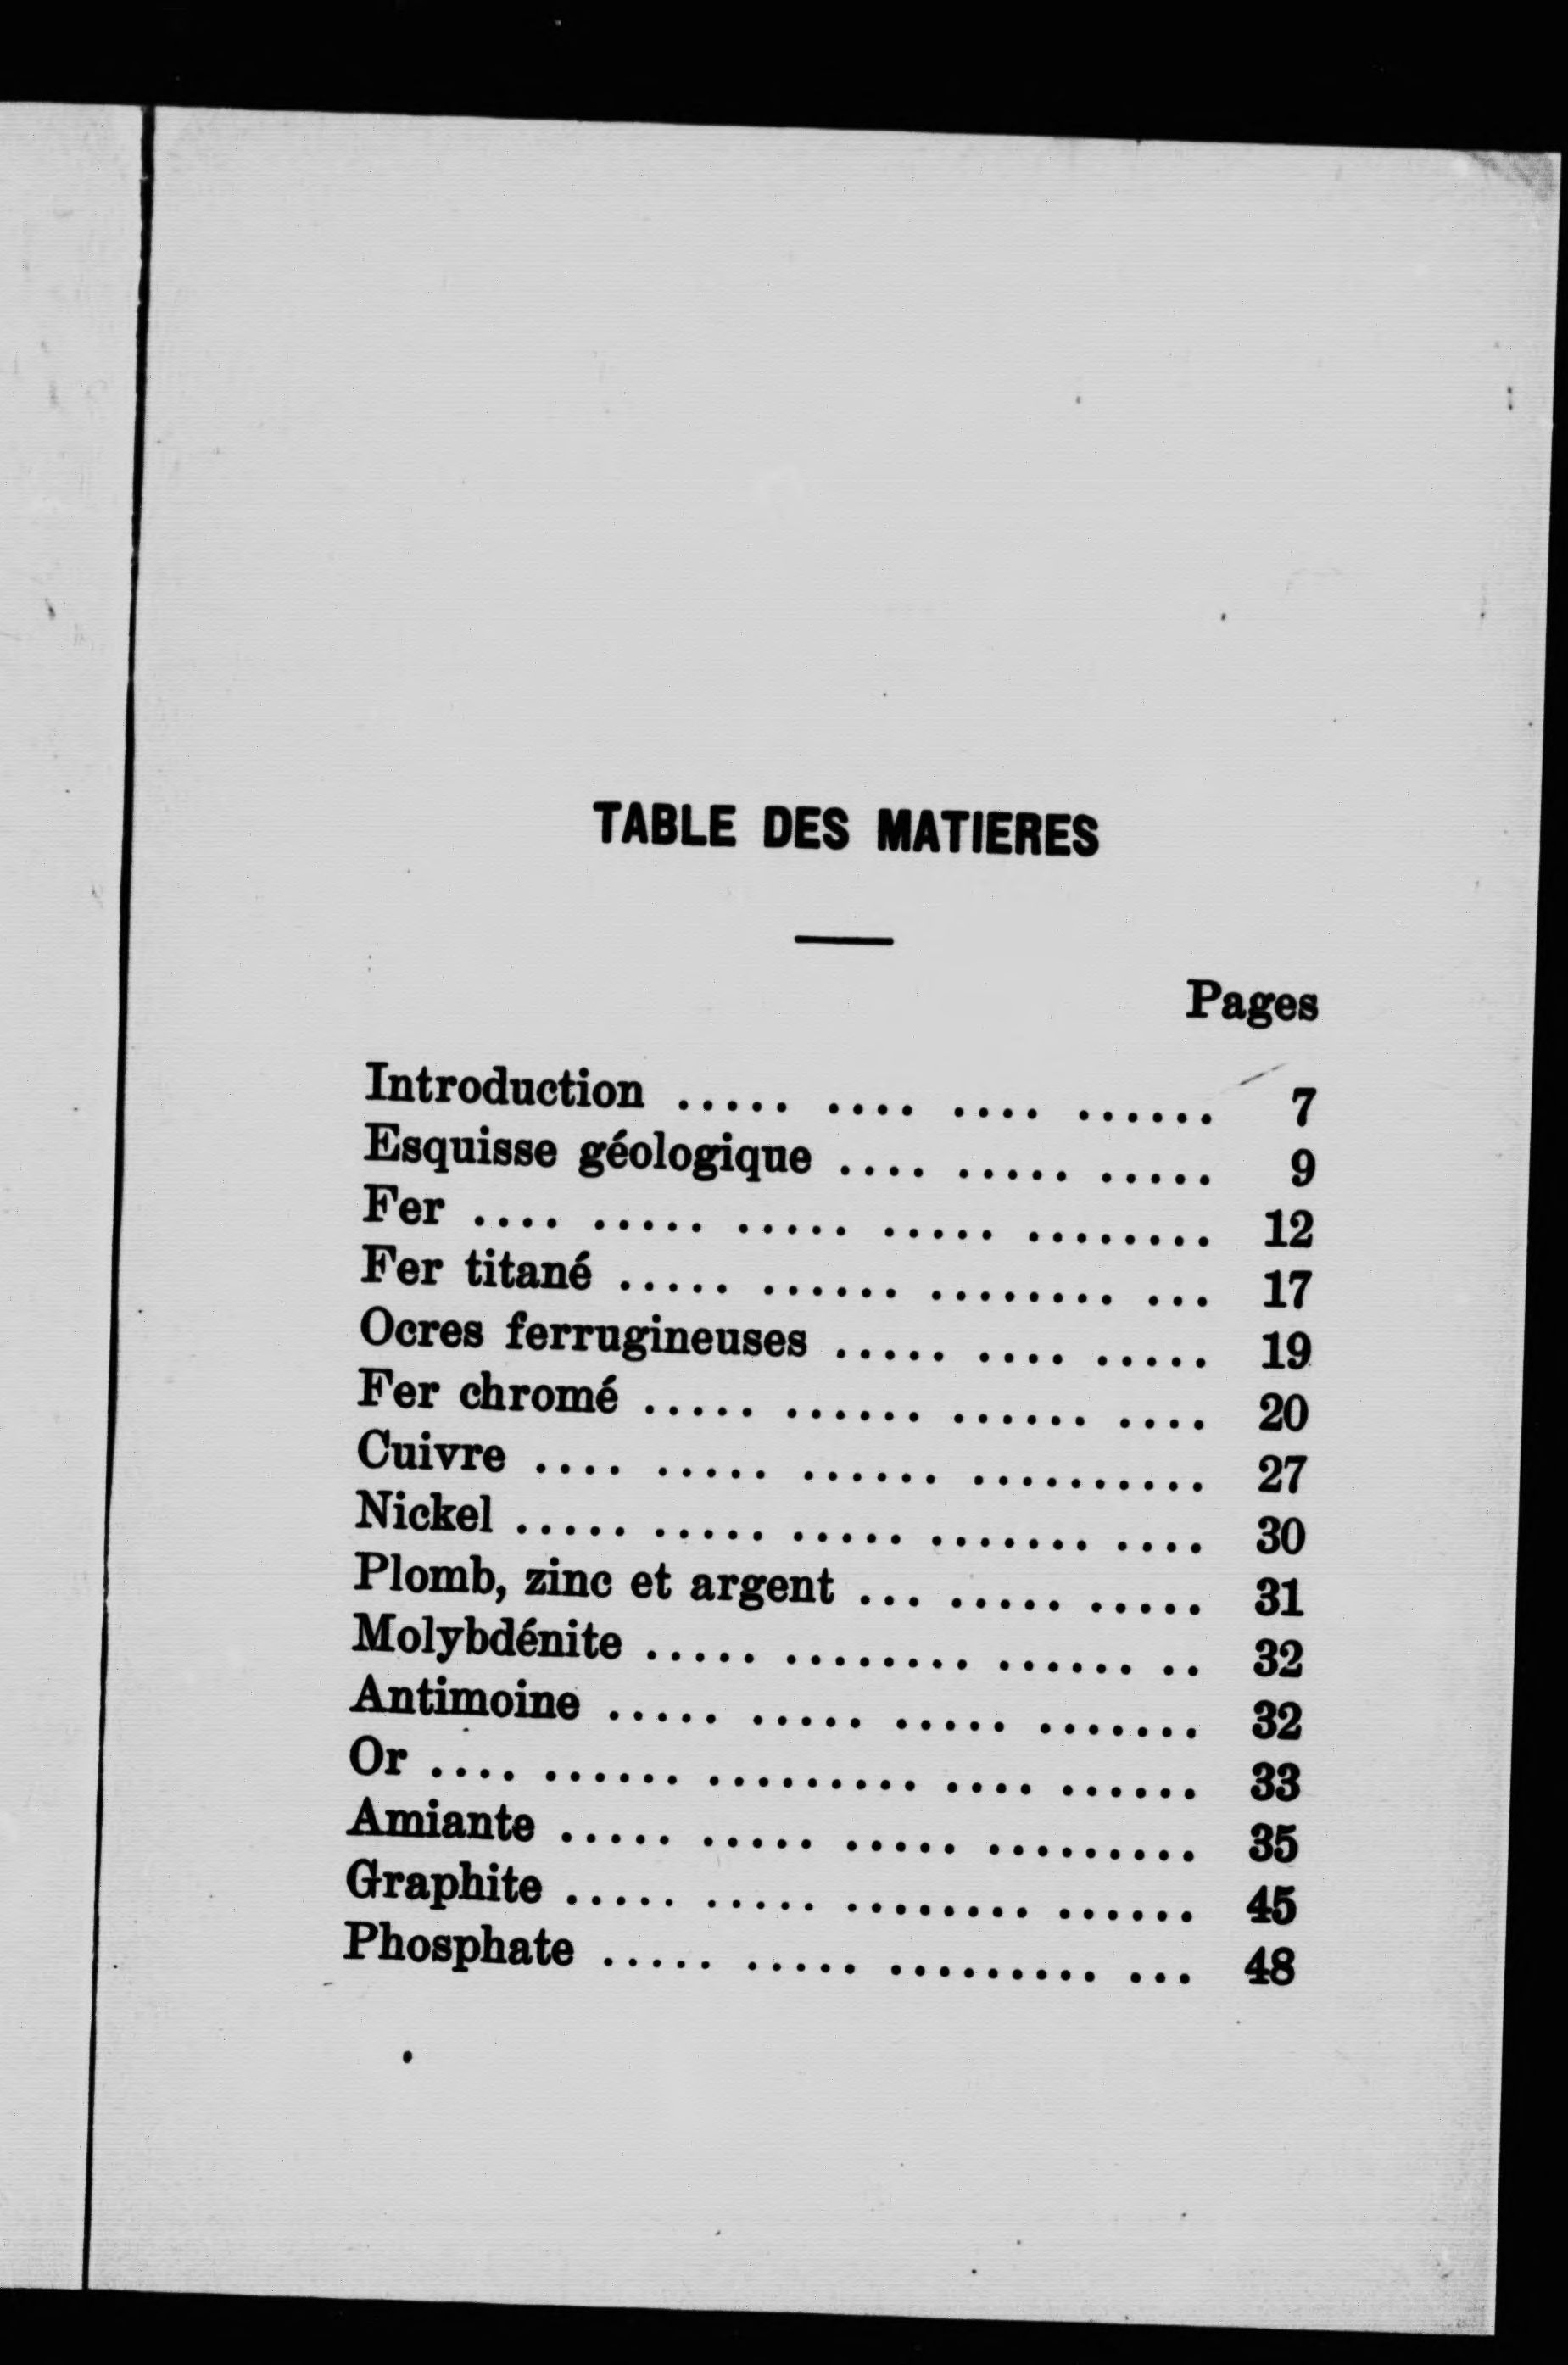 TABLE DES MATIERES
Pages
Introduction ..... .... .... ...... 7
Esquisse géologique .... ..... ..... 9
Fer .... ..... ..... ..... ........ 12
Fer titané ..... ...... ........ ... 17
Ocres ferrugineuses ..... .... ..... 19
Fer chromé ..... ...... ...... .... 20
Cuivre .... ..... ...... .......... 27
Nickel ..... ..... ..... ....... .... 30
Plomb, zinc et argent ... ..... ..... 31
Molybdénite ..... ........ ...... .. 32
Antimoine ..... ..... ..... ....... 32
Or .... ...... ......... .... ...... 33
Amiante ..... ..... ..... ......... 35
Graphite ..... ..... ........ ...... 45
Phosphate ..... ..... ......... ... 48